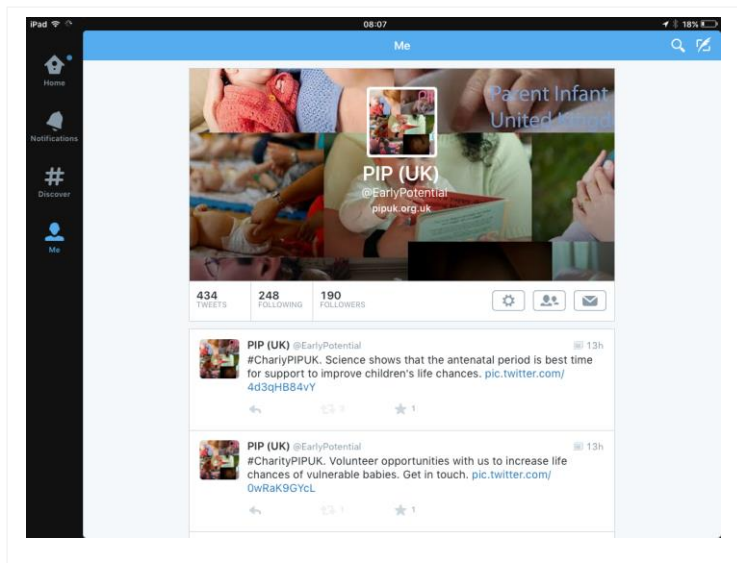 iPad 08:07 18%
Me
Home
Notifications
Discover
Me
Parent Infant
United
PIP (UK)
@EarlyPotential
pipuk.org.uk
434 248 190
TWEETS FOLLOWING FOLLOWERS
PIP (UK) @EarlyPotential 13h
#ChariyPIPUK. Science shows that the antenatal period is best time
for support to improve children's life chances. pic.twitter.com/
4d3qHB84vY
1
PIP (UK) @EarlyPotential 13h
#CharityPIPUK. Volunteer opportunities with us to increase life
chances of vulnerable babies. Get in touch. pic.twitter.com/
0wRaK9GYcL
1 1